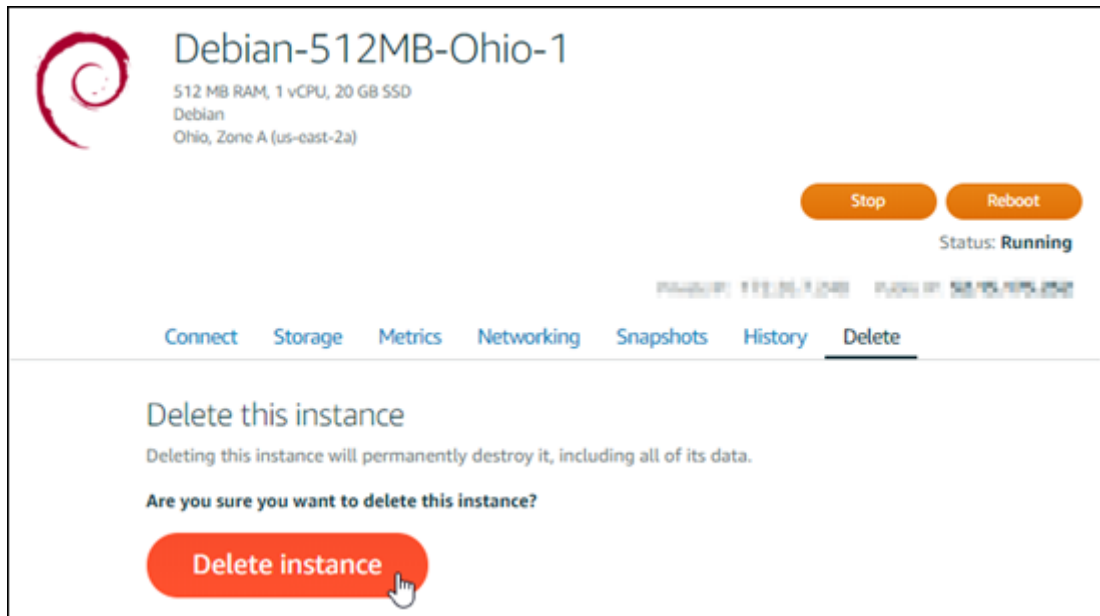 Debian-512MB-Ohio-1
512 MB RAM, 1 vCPU, 20 GB SSD
Debian
Ohio, Zone A (us-east-2a)
Stop Reboot
Status: Running
Connect Storage Metrics Networking Snapshots History Delete
Delete this instance
Deleting this instance will permanently destroy it, including all of its data.
Are you sure you want to delete this instance?
Delete instance